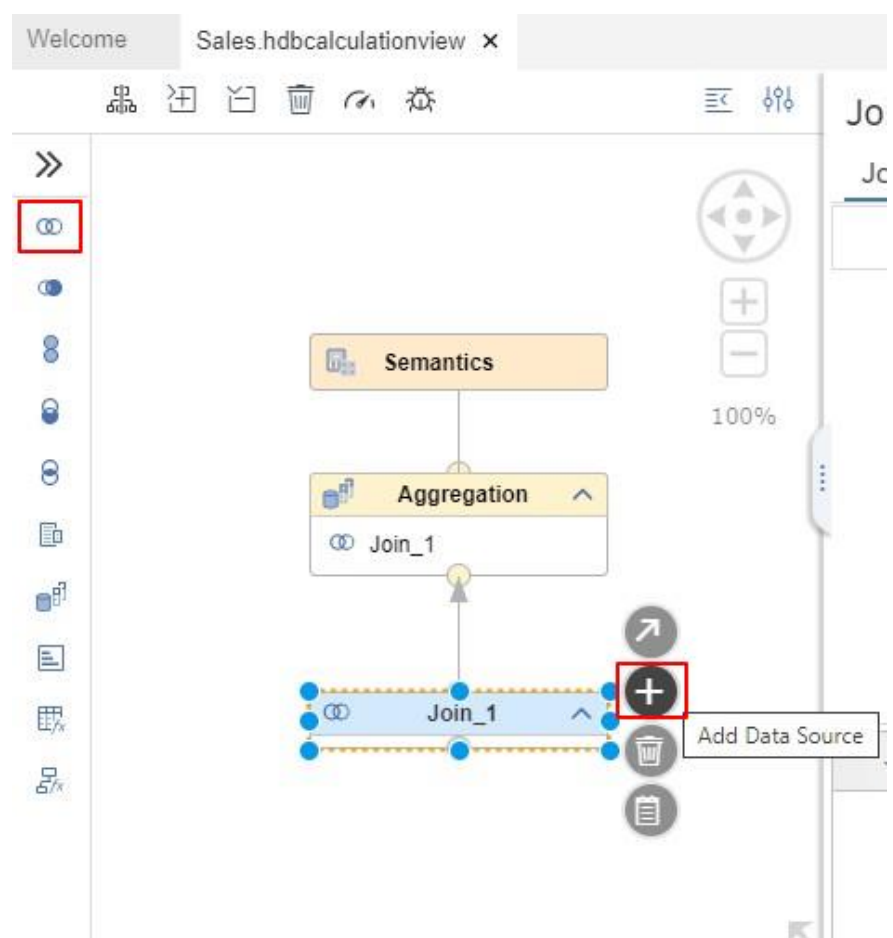 Welcome
Sales.hdbcalculationview ×
Jo
Jo
Semantics
100%
Aggregation
Join_1
Join_1
Add Data Source